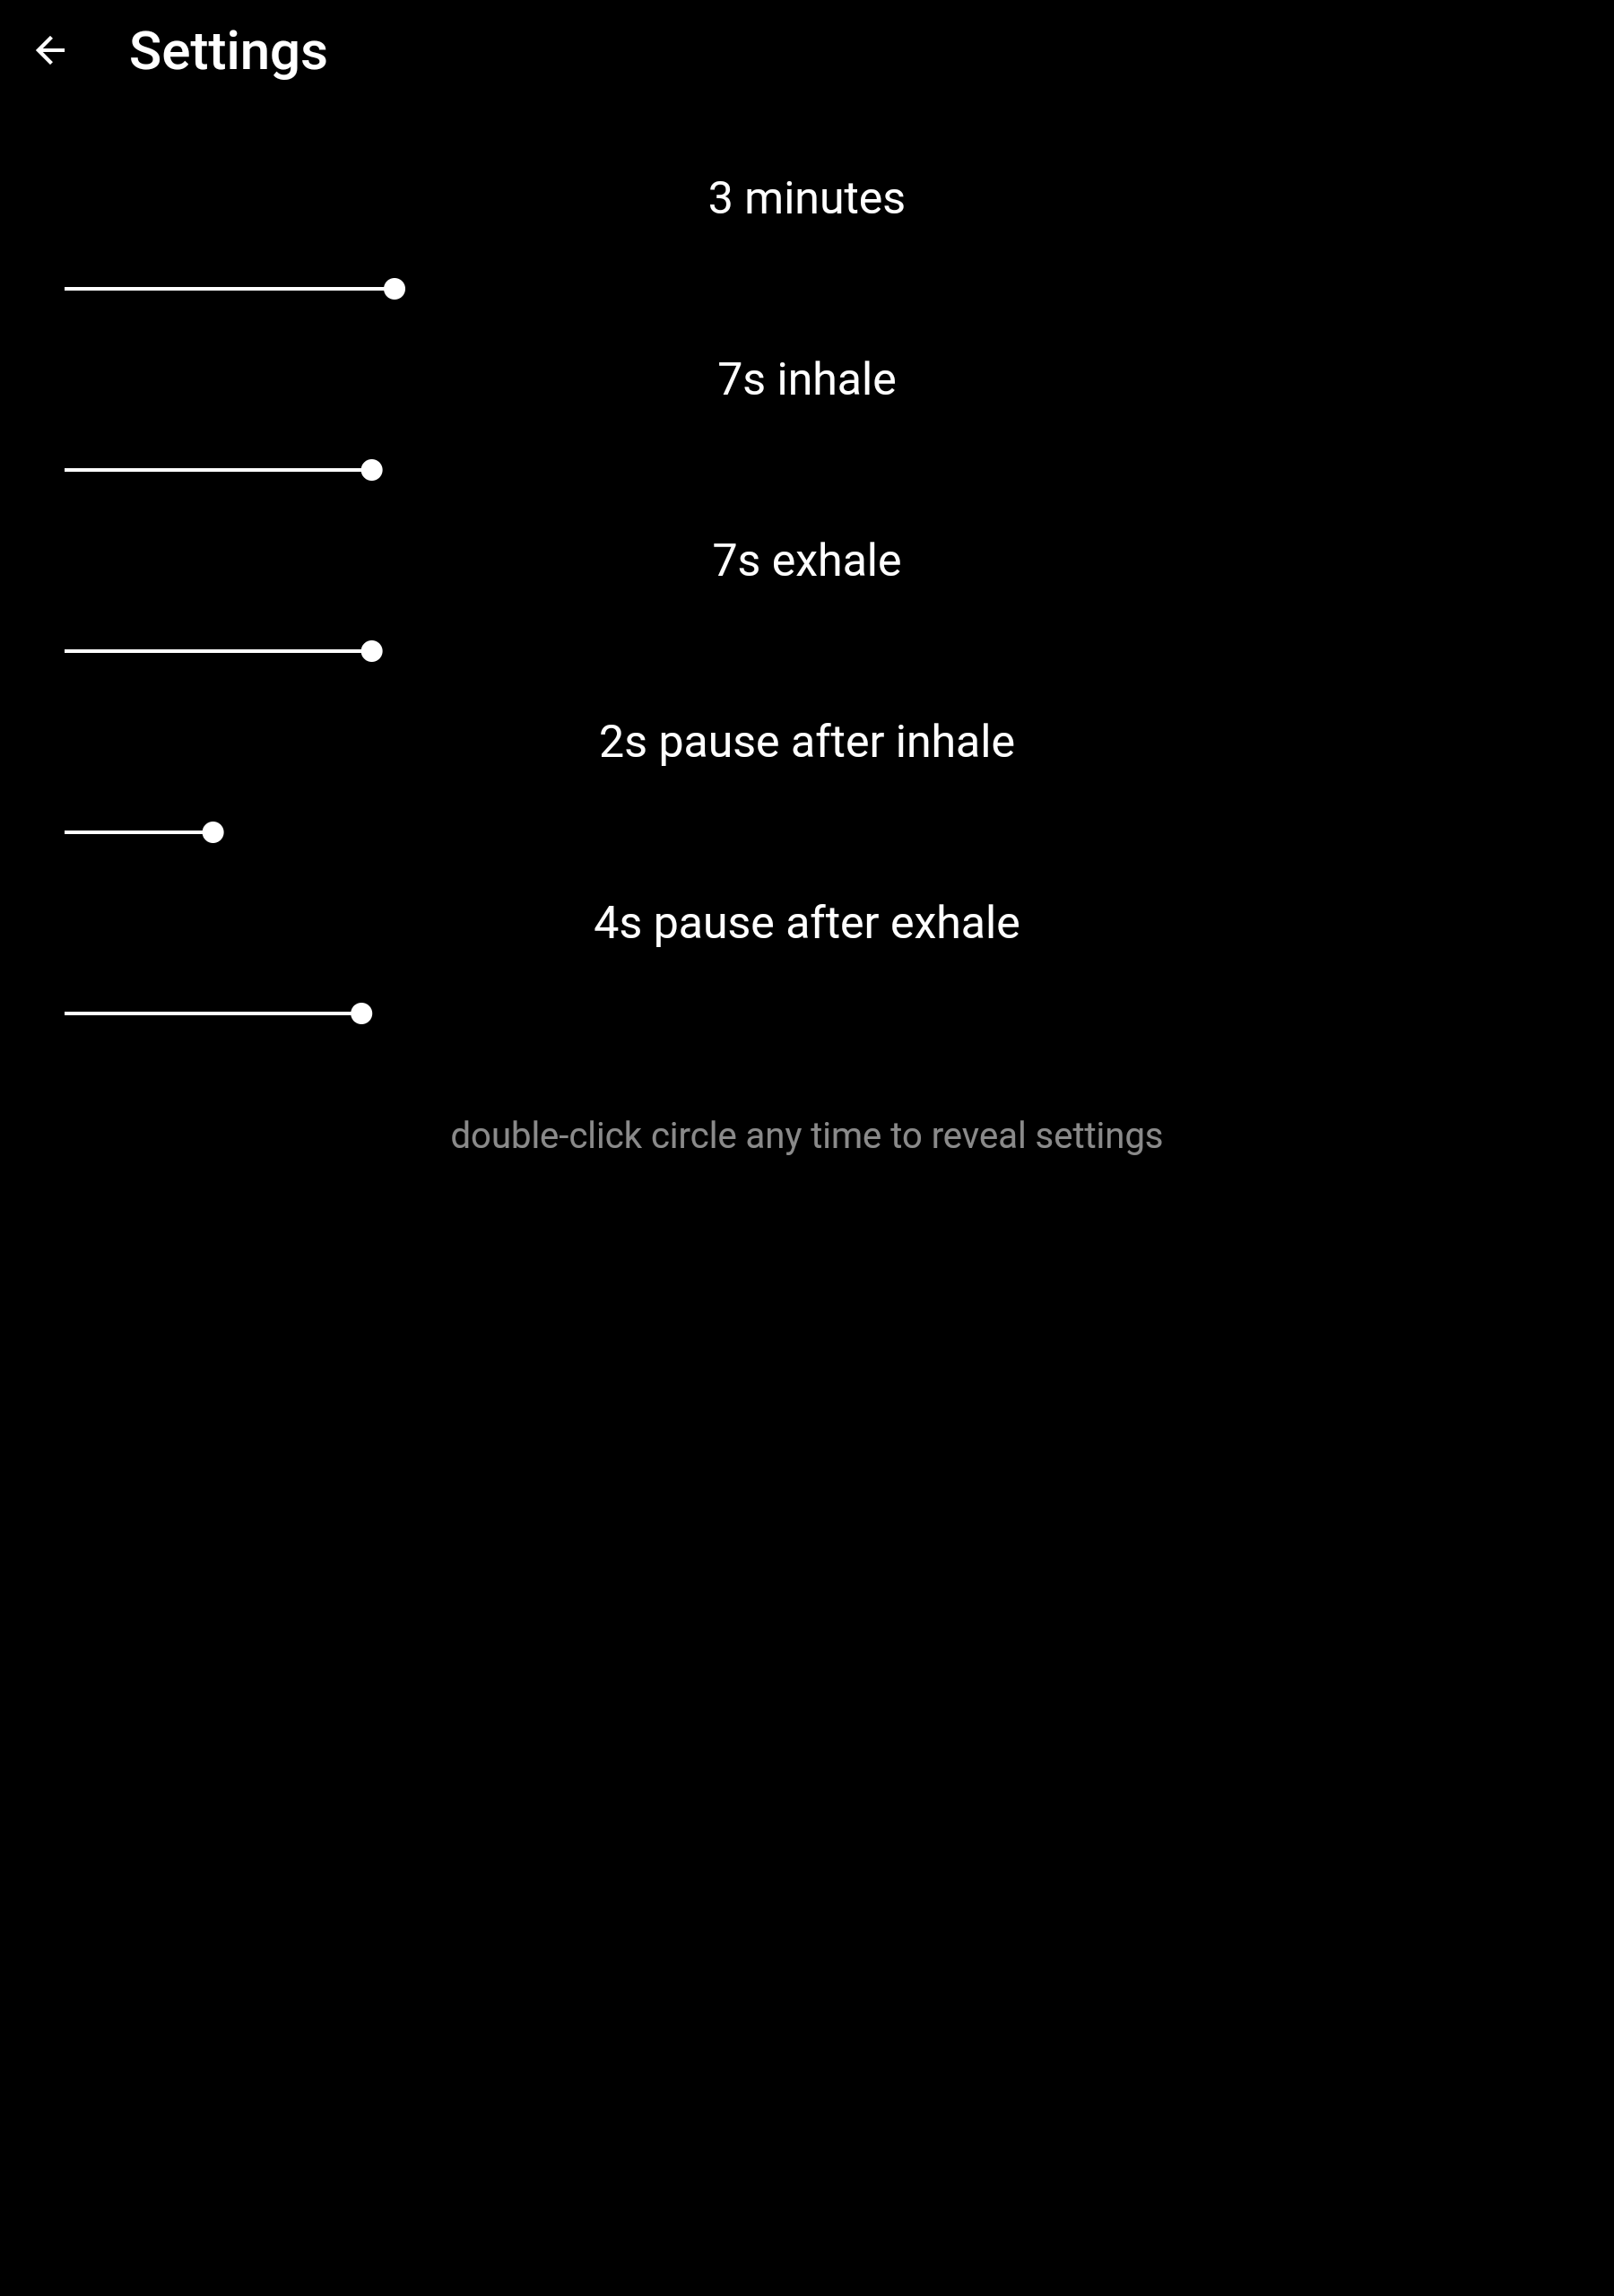 Settings
3 minutes
7s inhale
7s exhale
2s pause after inhale
4s pause after exhale
double-click circle any time to reveal settings